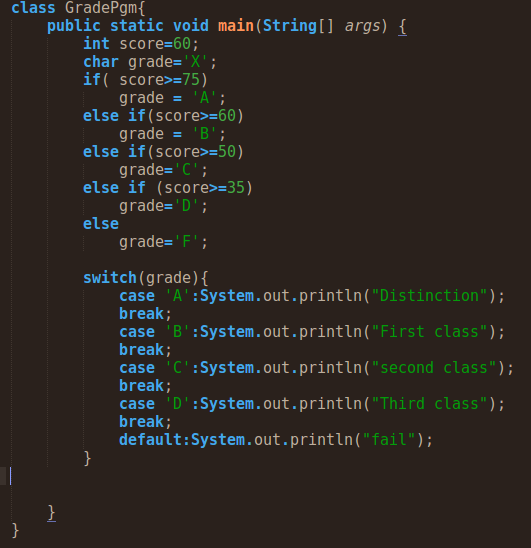 class GradePgm{
    public static void main(String[] args) {
        int score=60;
        char grade='X';
        if( score>=75)
            grade = 'A';
        else if(score>=60)
            grade = 'B';
        else if(score>=50)
            grade='C';
        else if (score>=35)
            grade='D';
        else
            grade='F';

        switch(grade){
            case 'A':System.out.println("Distinction");
            break;
            case 'B':System.out.println("First class");
            break;
            case 'C':System.out.println("second class");
            break;
            case 'D':System.out.println("Third class");
            break;
            default:System.out.println("fail");
        }

    }
}